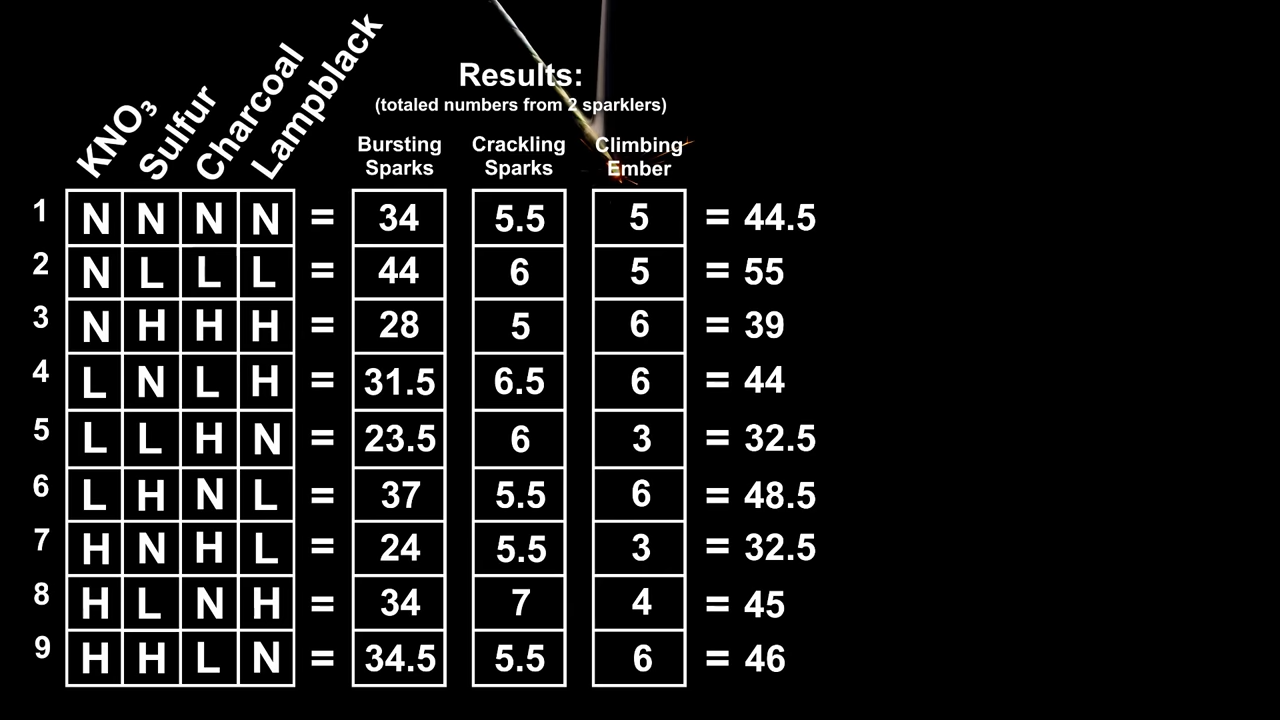 KNO₃ Sulfur Charcoal Lampblack
Results:
(totaled numbers from 2 sparklers)
Bursting Sparks Crackling Sparks Climbing Ember
1 N N N N = 34 5.5 5 = 44.5
2 N L L L = 44 6 5 = 55
3 N H H H = 28 5 6 = 39
4 L N L H = 31.5 6.5 6 = 44
5 L L H N = 23.5 6 3 = 32.5
6 L H N L = 37 5.5 6 = 48.5
7 H N H L = 24 5.5 3 = 32.5
8 H L N H = 34 7 4 = 45
9 H H L N = 34.5 5.5 6 = 46